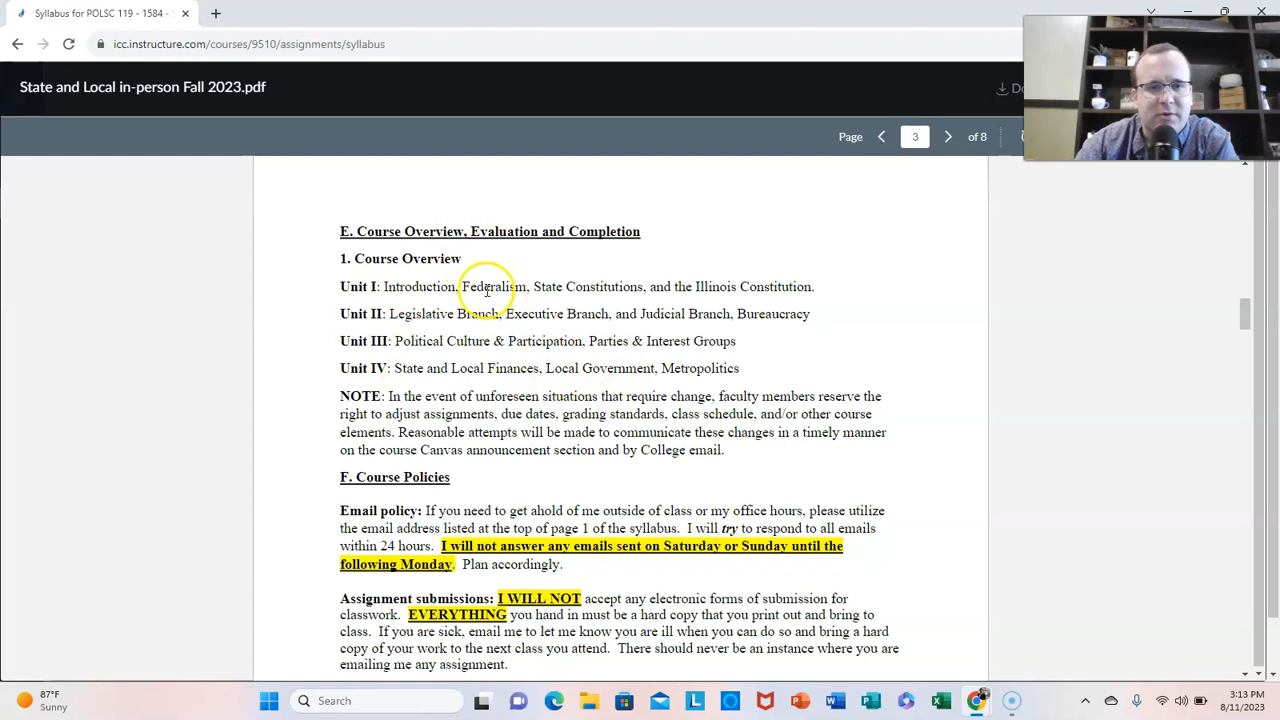 Syllabus for POLSC 119 - 1584 -
icc.instructure.com/courses/9510/assignments/syllabus
State and Local in-person Fall 2023.pdf
Page 3 of 8
E. Course Overview, Evaluation and Completion
1. Course Overview
Unit I: Introduction, Federalism, State Constitutions, and the Illinois Constitution.
Unit II: Legislative Branch, Executive Branch, and Judicial Branch, Bureaucracy
Unit III: Political Culture & Participation, Parties & Interest Groups
Unit IV: State and Local Finances, Local Government, Metropolitics
NOTE: In the event of unforeseen situations that require change, faculty members reserve the
right to adjust assignments, due dates, grading standards, class schedule, and/or other course
elements. Reasonable attempts will be made to communicate these changes in a timely manner
on the course Canvas announcement section and by College email.
F. Course Policies
Email policy: If you need to get ahold of me outside of class or my office hours, please utilize
the email address listed at the top of page 1 of the syllabus. I will try to respond to all emails
within 24 hours. I will not answer any emails sent on Saturday or Sunday until the
following Monday. Plan accordingly.
Assignment submissions: I WILL NOT accept any electronic forms of submission for
classwork. EVERYTHING you hand in must be a hard copy that you print out and bring to
class. If you are sick, email me to let me know you are ill when you can do so and bring a hard
copy of your work to the next class you attend. There should never be an instance where you are
emailing me any assignment.
87°F
Sunny
Search
3:13 PM
8/11/2023